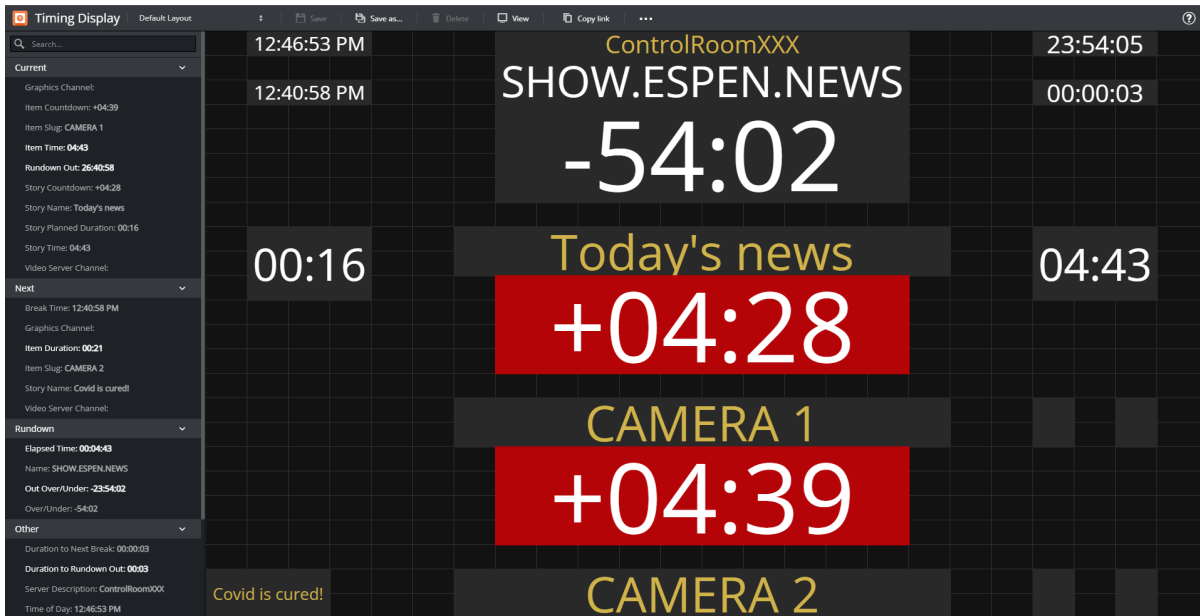 Timing Display
Default Layout
Save
Save as...
Delete
View
Copy link
Search...
Current
Graphics Channel:
Item Countdown: +04:39
Item Slug: CAMERA 1
Item Time: 04:43
Rundown Out: 26:40:58
Story Countdown: +04:28
Story Name: Today's news
Story Planned Duration: 00:16
Story Time: 04:43
Video Server Channel:
Next
Break Time: 12:40:58 PM
Graphics Channel:
Item Duration: 00:21
Item Slug: CAMERA 2
Story Name: Covid is cured!
Video Server Channel:
Rundown
Elapsed Time: 00:04:43
Name: SHOW.ESPEN.NEWS
Out Over/Under: -23:54:02
Over/Under: -54:02
Other
Duration to Next Break: 00:00:03
Duration to Rundown Out: 00:03
Server Description: ControlRoomXXX
Time of Day: 12:46:53 PM
12:46:53 PM
ControlRoomXXX
23:54:05
12:40:58 PM
SHOW.ESPEN.NEWS
00:00:03
-54:02
00:16
Today's news
04:43
+04:28
CAMERA 1
+04:39
Covid is cured!
CAMERA 2